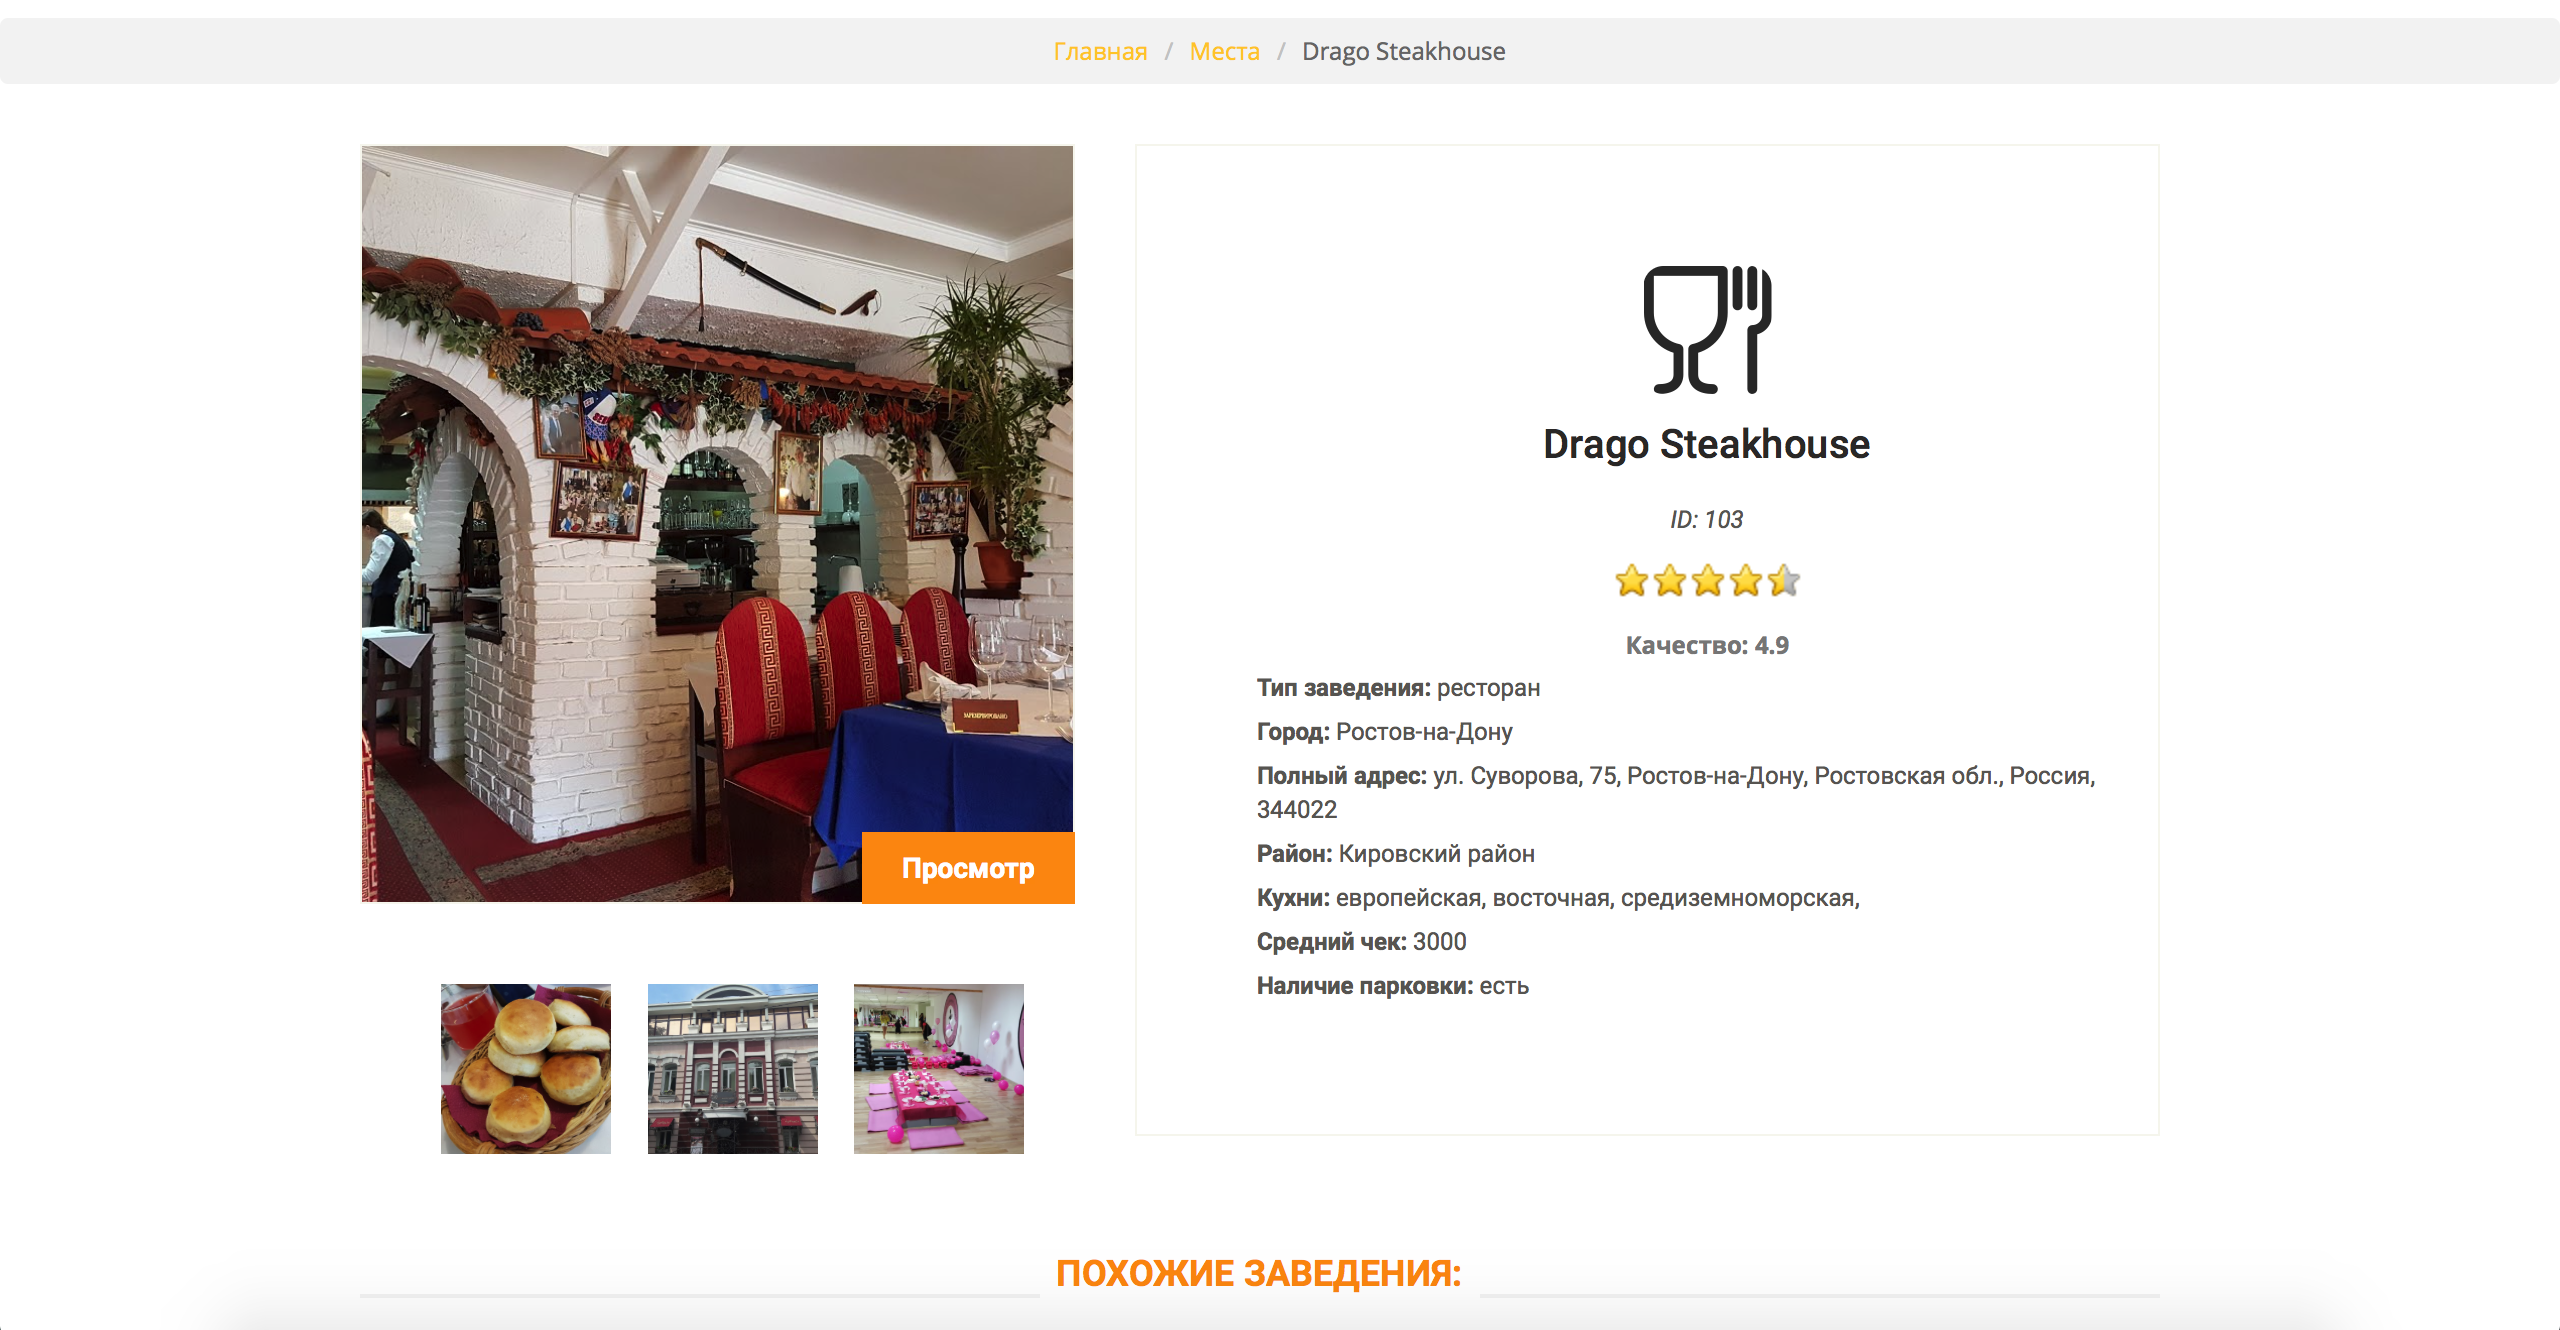 Главная / Места / Drago Steakhouse
ЗАРЕЗЕРВИРОВАНО
Просмотр
Drago Steakhouse
ID: 103
Качество: 4.9
Тип заведения: ресторан
Город: Ростов-на-Дону
Полный адрес: ул. Суворова, 75, Ростов-на-Дону, Ростовская обл., Россия,
344022
Район: Кировский район
Кухни: европейская, восточная, средиземноморская,
Средний чек: 3000
Наличие парковки: есть
ПОХОЖИЕ ЗАВЕДЕНИЯ: